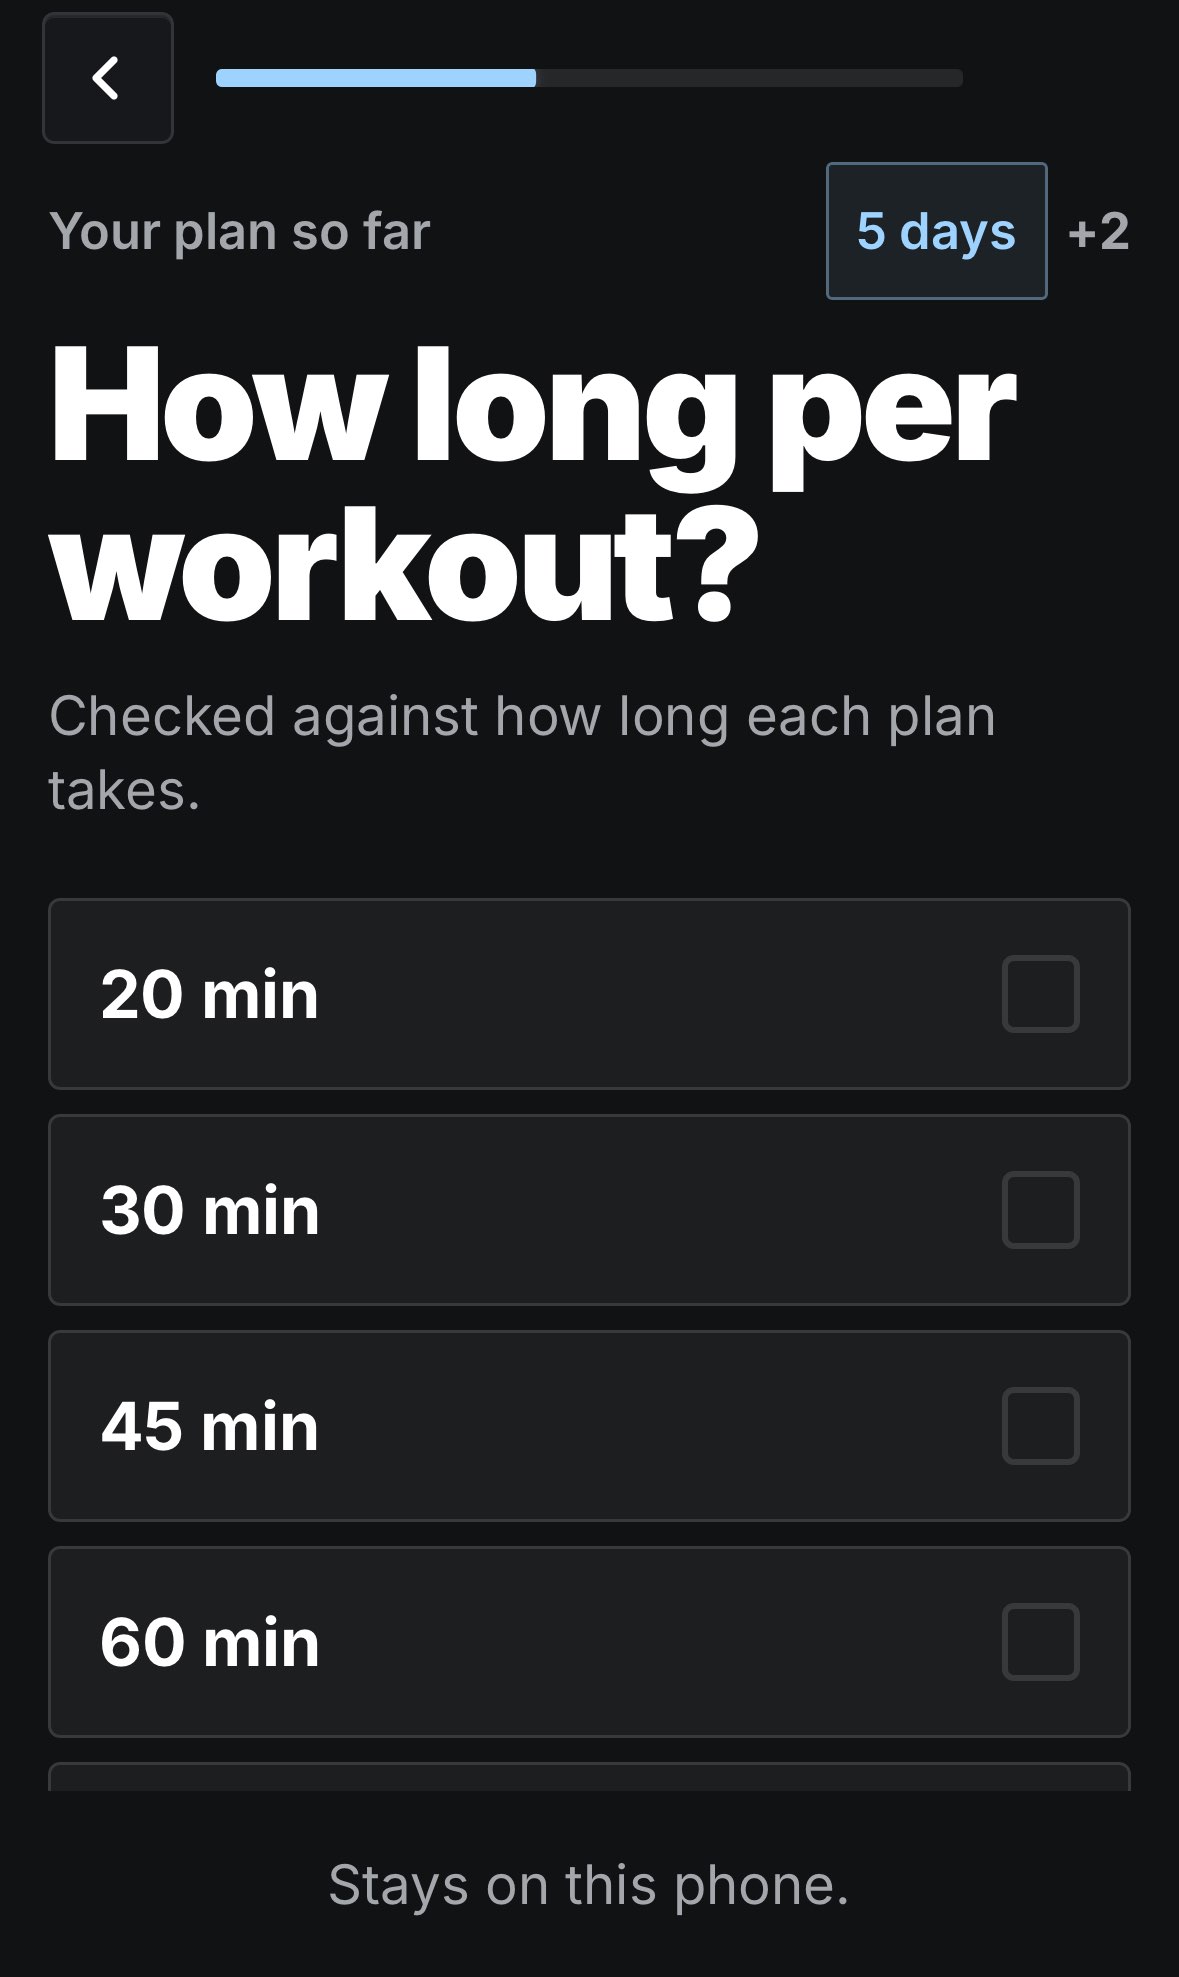 Your plan so far
5 days +2
How long per
workout?
Checked against how long each plan
takes.
20 min
30 min
45 min
60 min
Stays on this phone.